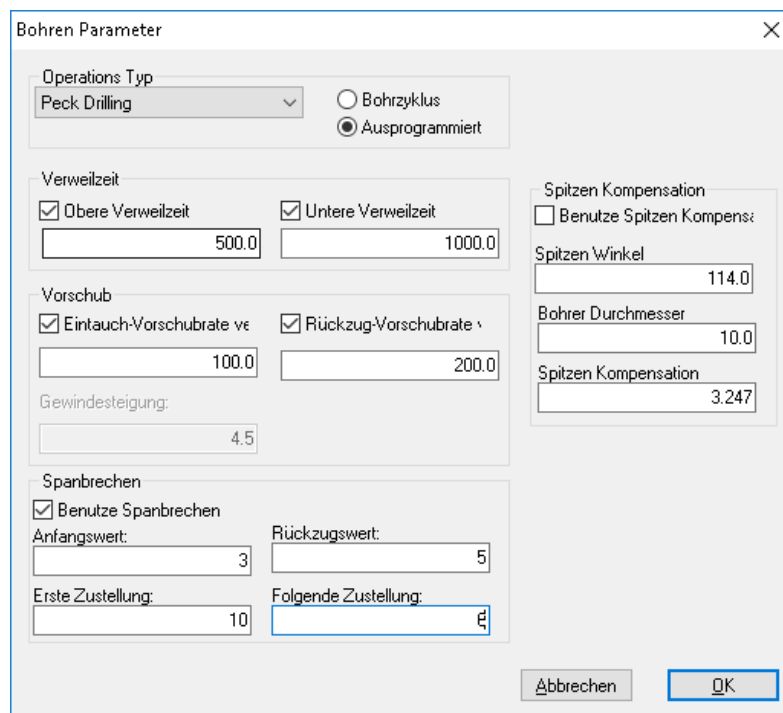 Bohren Parameter
Operations Typ
Peck Drilling
Bohrzyklus
Ausprogrammiert
Verweilzeit
Obere Verweilzeit
Untere Verweilzeit
500.0
1000.0
Vorschub
Eintauch-Vorschubrate ve
Rückzug-Vorschubrate
100.0
200.0
Gewindesteigung:
4.5
Spanbrechen
Benutze Spanbrechen
Anfangswert:
Rückzugswert:
3
5
Erste Zustellung:
Folgende Zustellung:
10
Spitzen Kompensation
Benutze Spitzen Kompensa
Spitzen Winkel
114.0
Bohrer Durchmesser
10.0
Spitzen Kompensation
3.247
Abbrechen
OK